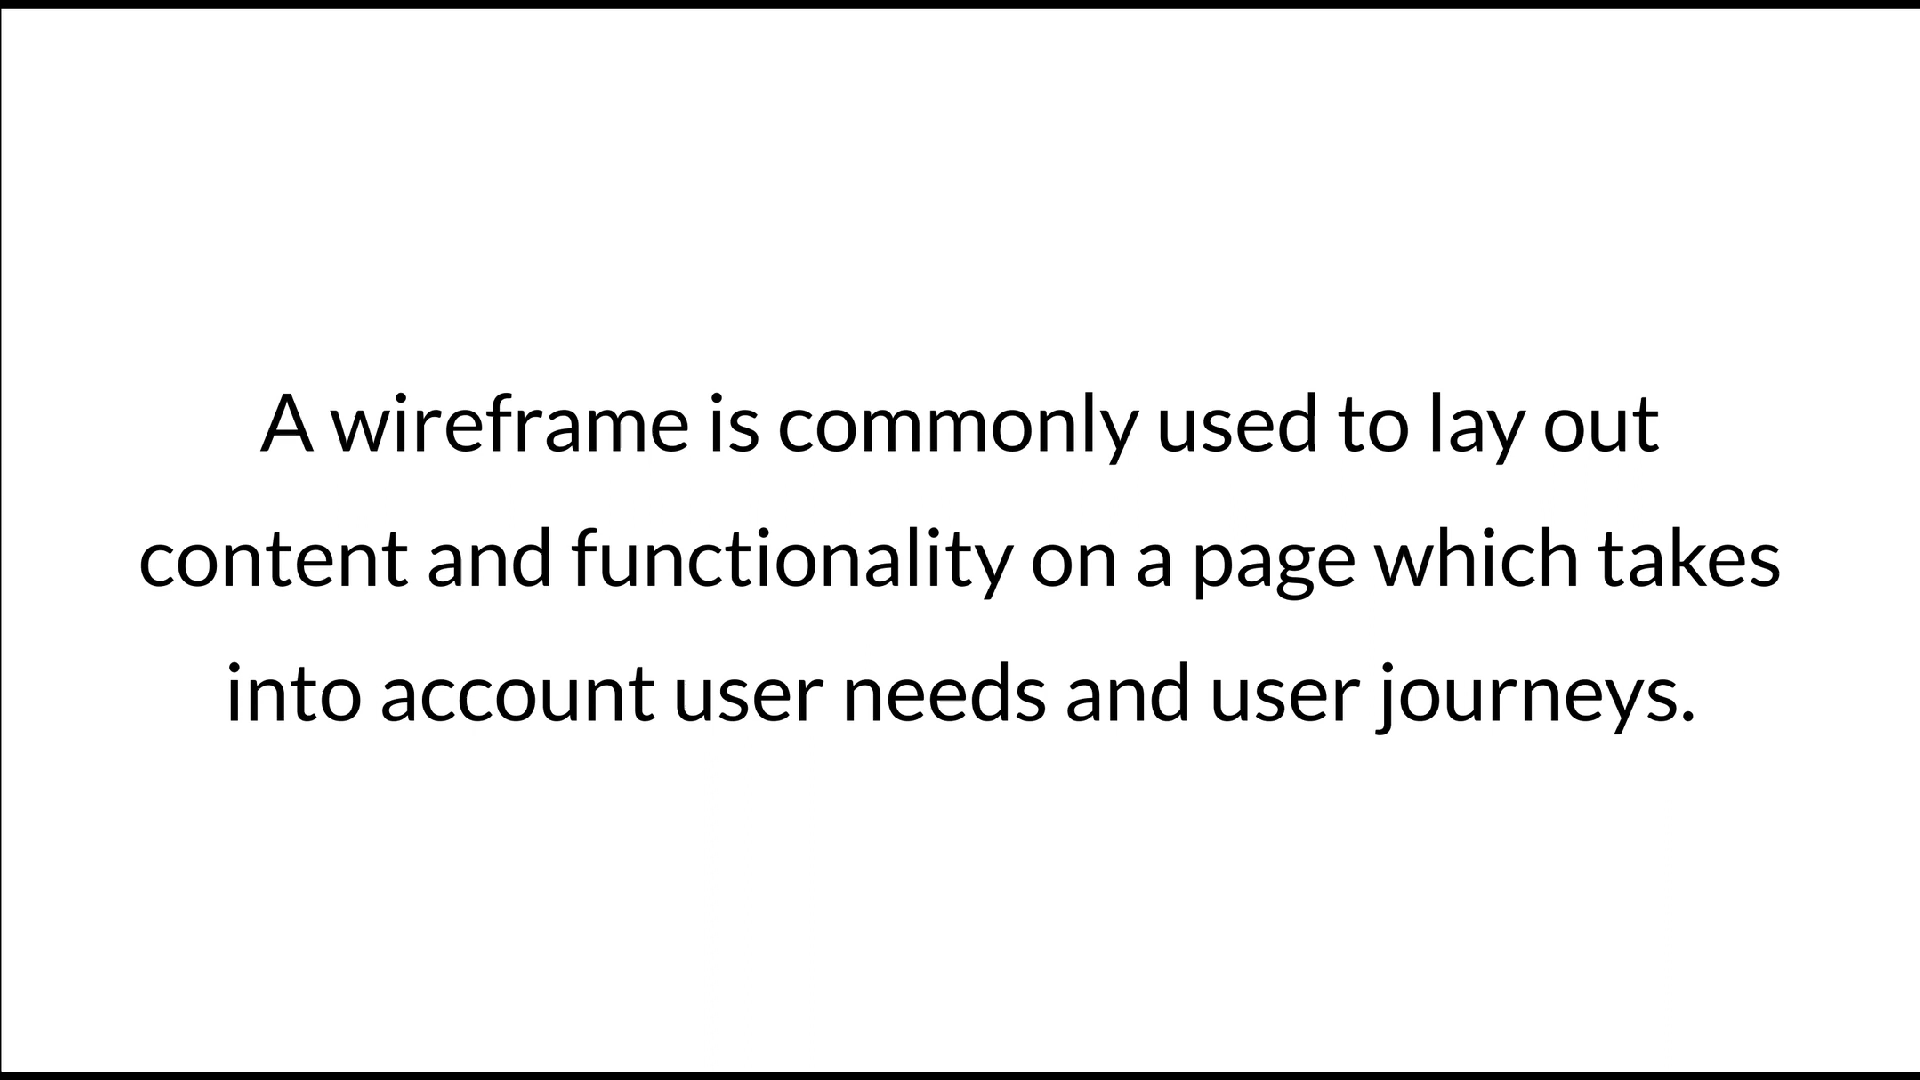 A wireframe is commonly used to lay out
content and functionality on a page which takes
into account user needs and user journeys.